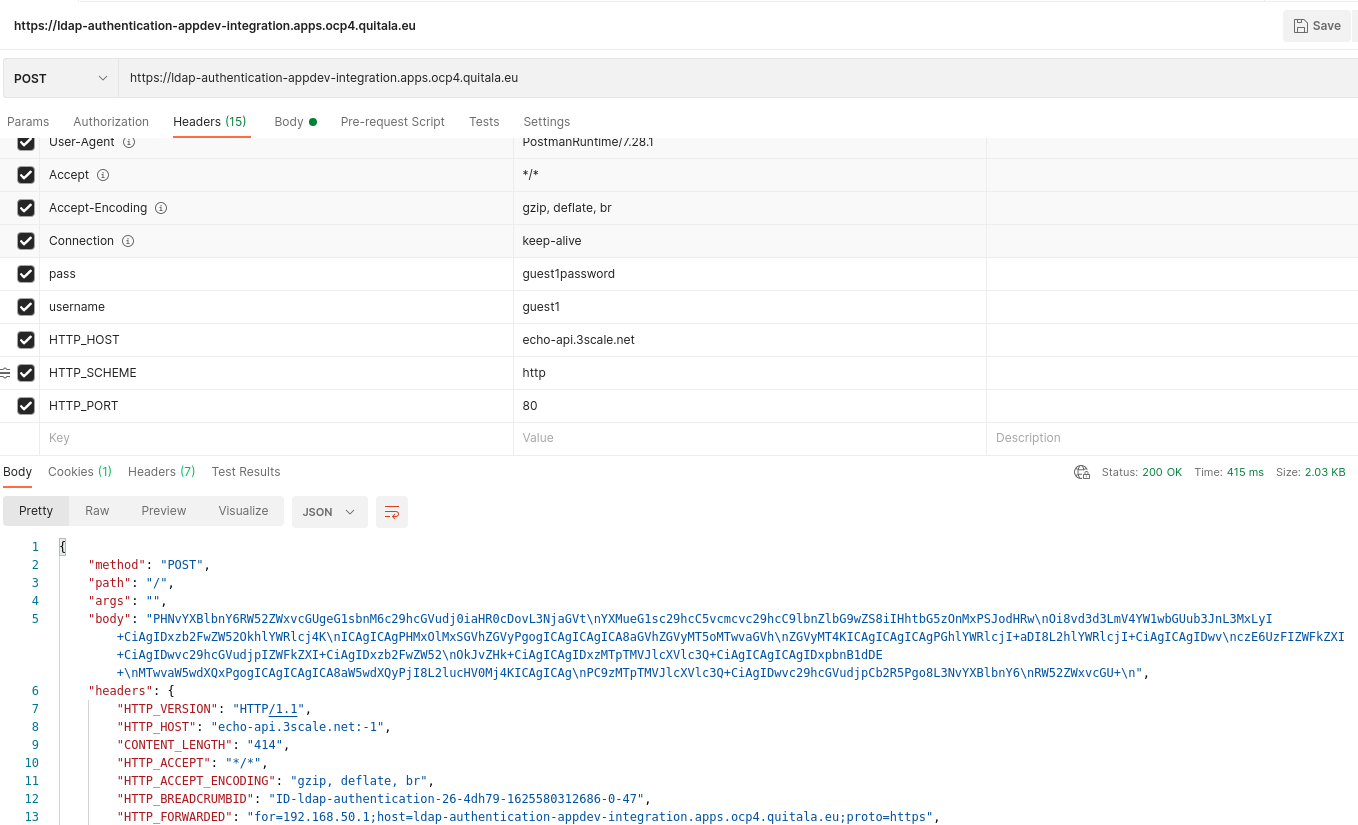 https://ldap-authentication-appdev-integration.apps.ocp4.quitala.eu
Save
POST
https://ldap-authentication-appdev-integration.apps.ocp4.quitala.eu
Params Authorization Headers (15) Body Pre-request Script Tests Settings
User-Agent PostmanRuntime/7.28.1
Accept */*
Accept-Encoding gzip, deflate, br
Connection keep-alive
pass guest1password
username guest1
HTTP_HOST echo-api.3scale.net
HTTP_SCHEME http
HTTP_PORT 80
Key Value Description
Body Cookies (1) Headers (7) Test Results Status: 200 OK Time: 415 ms Size: 2.03 KB
Pretty Raw Preview Visualize JSON
1 {
2 "method": "POST",
3 "path": "/",
4 "args": "",
5 "body": "PHNvYXBlbnY6RW52ZWxvcGUgeG1sbnM6c29hcGVudj0iaHR0cDovL3NjaGVt\nYXMueG1sc29hcC5vcmcvc29hcC9lbnZlbG9wZS8iIHhtbG5zOnMxPSJodHRw\nOi8vd3d3LmV4YW1wbGUub3JnL3MxLyI
+CiAgIDxzb2FwZW52OkhlYWRlcj4K\nICAgICAgPHMxOlMxSGVhZGVyPgogICAgICAgICA8aGVhZGVyMT5oMTwvaGVh\nZGVyMT4KICAgICAgICAgPGhlYWRlcjI+aDI8L2hlYWRlcjI+CiAgICAgIDwv\nczE6UzFIZWFkZXI
+CiAgIDwvc29hcGVudjpIZWFkZXI+CiAgIDxzb2FwZW52\nOkJvZHk+CiAgICAgIDxzMTpTMVJlcXVlc3Q+CiAgICAgICAgIDxpbnB1dDE
+\nMTwvaW5wdXQxPgogICAgICAgICA8aW5wdXQyPjI8L2lucHV0Mj4KICAgICAg\nPC9zMTpTMVJlcXVlc3Q+CiAgIDwvc29hcGVudjpCb2R5Pgo8L3NvYXBlbnY6\nRW52ZWxvcGU+\n",
6 "headers": {
7 "HTTP_VERSION": "HTTP/1.1",
8 "HTTP_HOST": "echo-api.3scale.net:-1",
9 "CONTENT_LENGTH": "414",
10 "HTTP_ACCEPT": "*/*",
11 "HTTP_ACCEPT_ENCODING": "gzip, deflate, br",
12 "HTTP_BREADCRUMBID": "ID-ldap-authentication-26-4dh79-1625580312686-0-47",
13 "HTTP_FORWARDED": "for=192.168.50.1;host=ldap-authentication-appdev-integration.apps.ocp4.quitala.eu;proto=https",